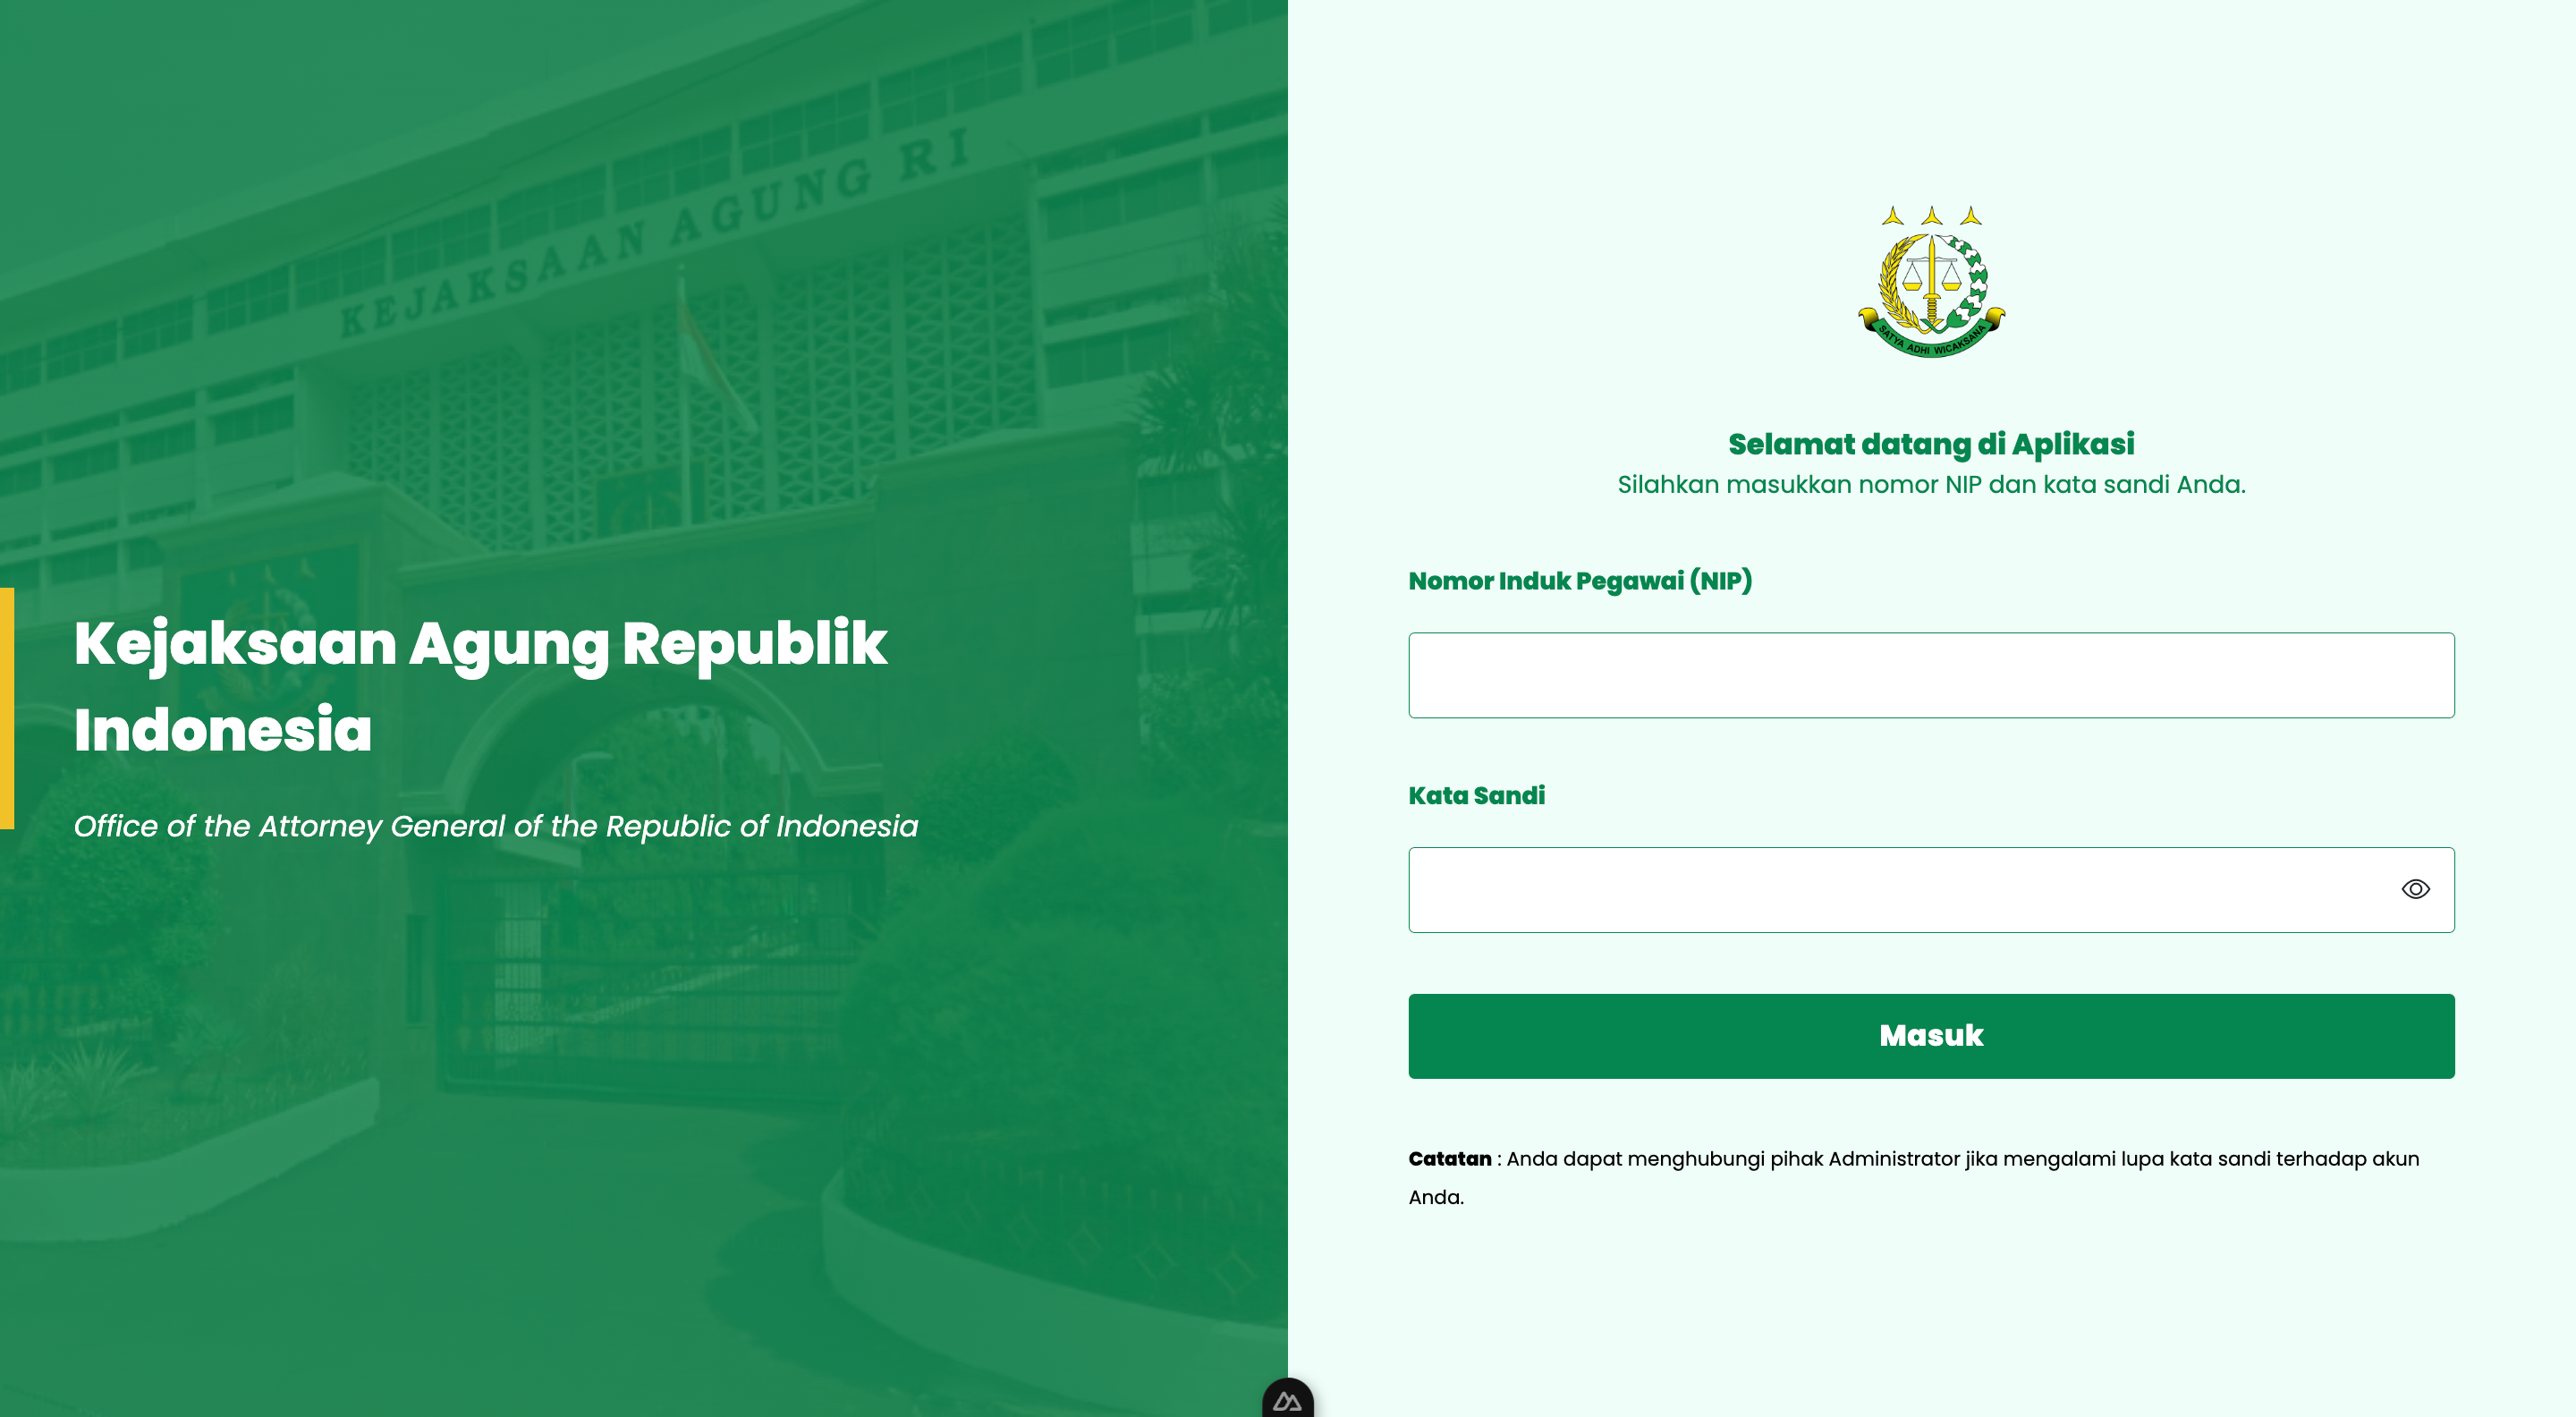 KEJAKSAAN AGUNG RI
Kejaksaan Agung Republik
Indonesia
Office of the Attorney General of the Republic of Indonesia
SATYA ADHI WICAKSANA
Selamat datang di Aplikasi
Silahkan masukkan nomor NIP dan kata sandi Anda.
Nomor Induk Pegawai (NIP)
Kata Sandi
Masuk
Catatan : Anda dapat menghubungi pihak Administrator jika mengalami lupa kata sandi terhadap akun
Anda.